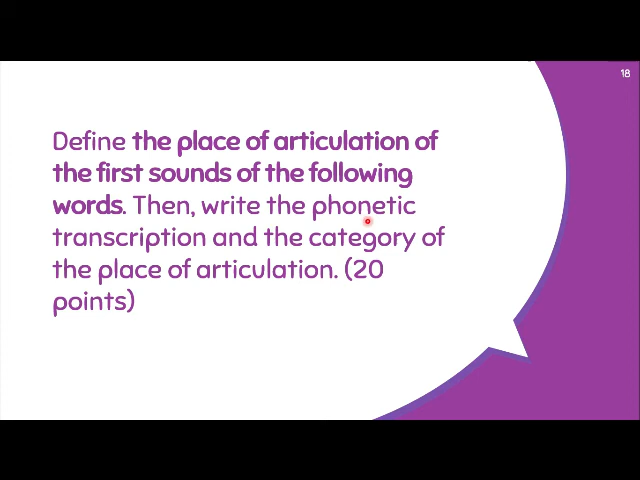 18
Define the place of articulation of
the first sounds of the following
words. Then, write the phonetic
transcription and the category of
the place of articulation. (20
points)